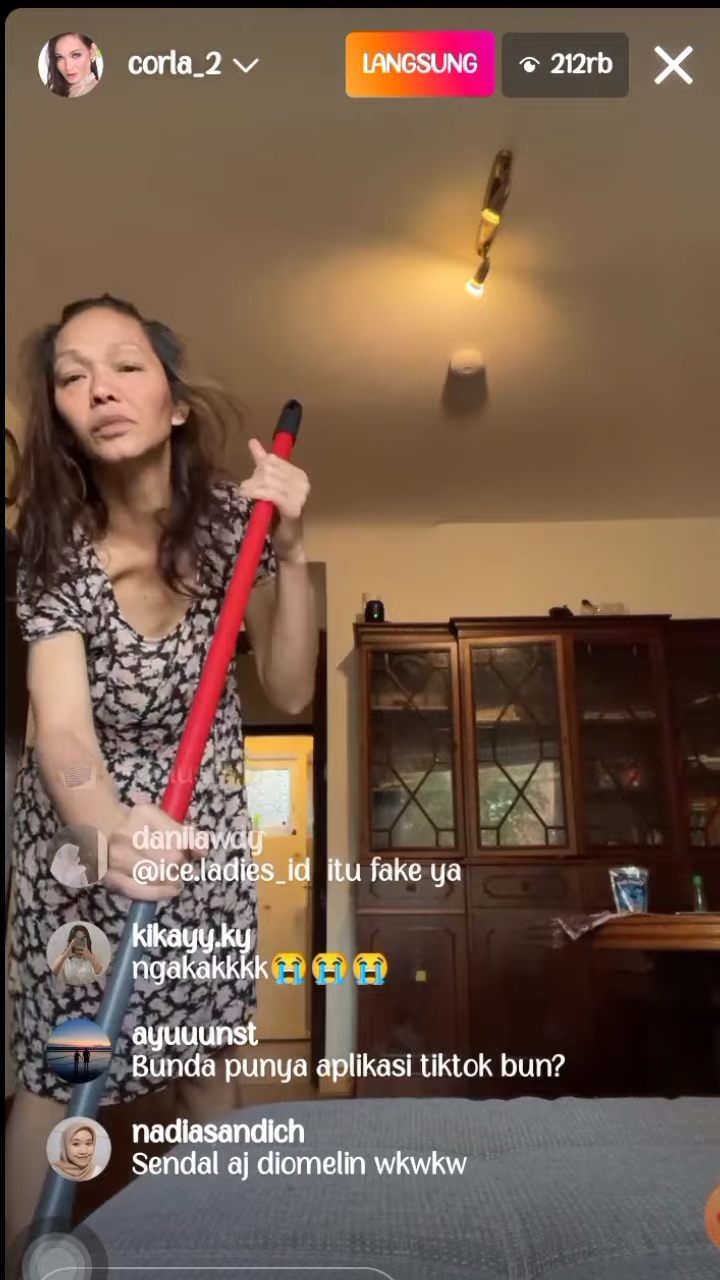 corla_2
LANGSUNG
212rb
daniiawdy
@ice.ladies_id itu fake ya
kikayy.ky
ngakakkkk😭😭😭
ayuuunst
Bunda punya aplikasi tiktok bun?
nadiasandich
Sendal aj diomelin wkwkw